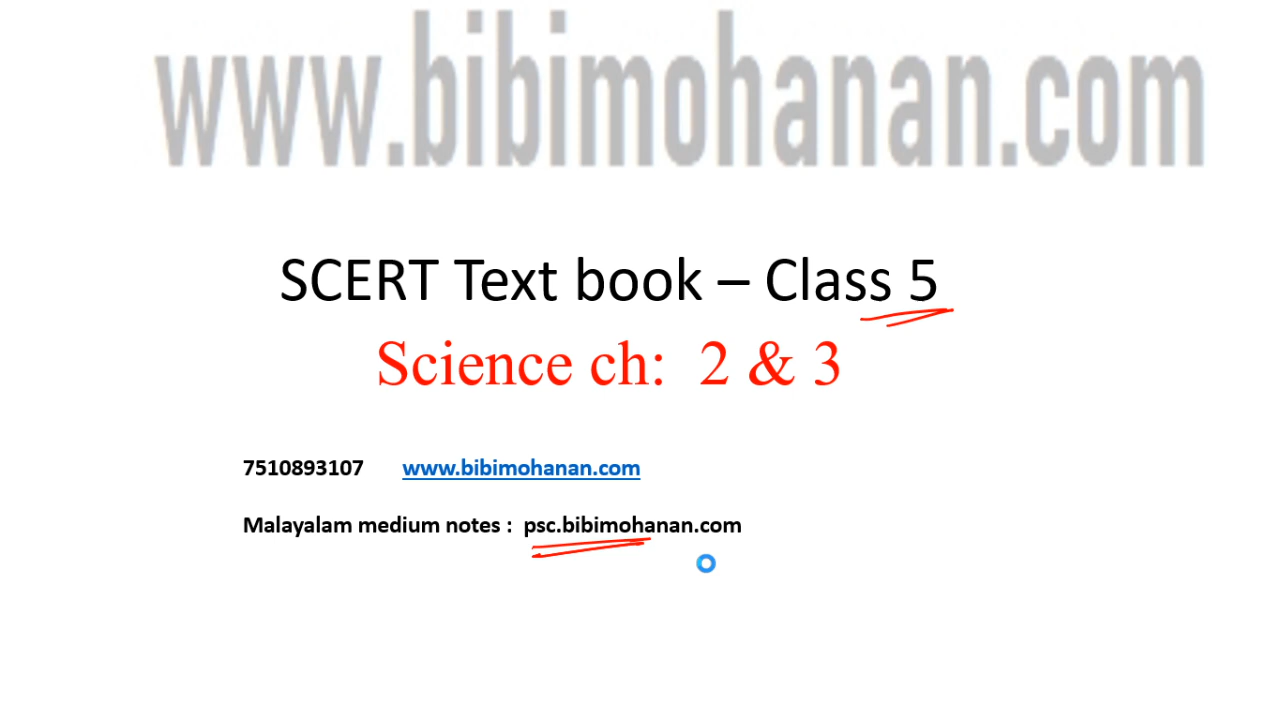 www.bibimohanan.com
SCERT Text book – Class 5
Science ch: 2 & 3
7510893107 www.bibimohanan.com
Malayalam medium notes : psc.bibimohanan.com